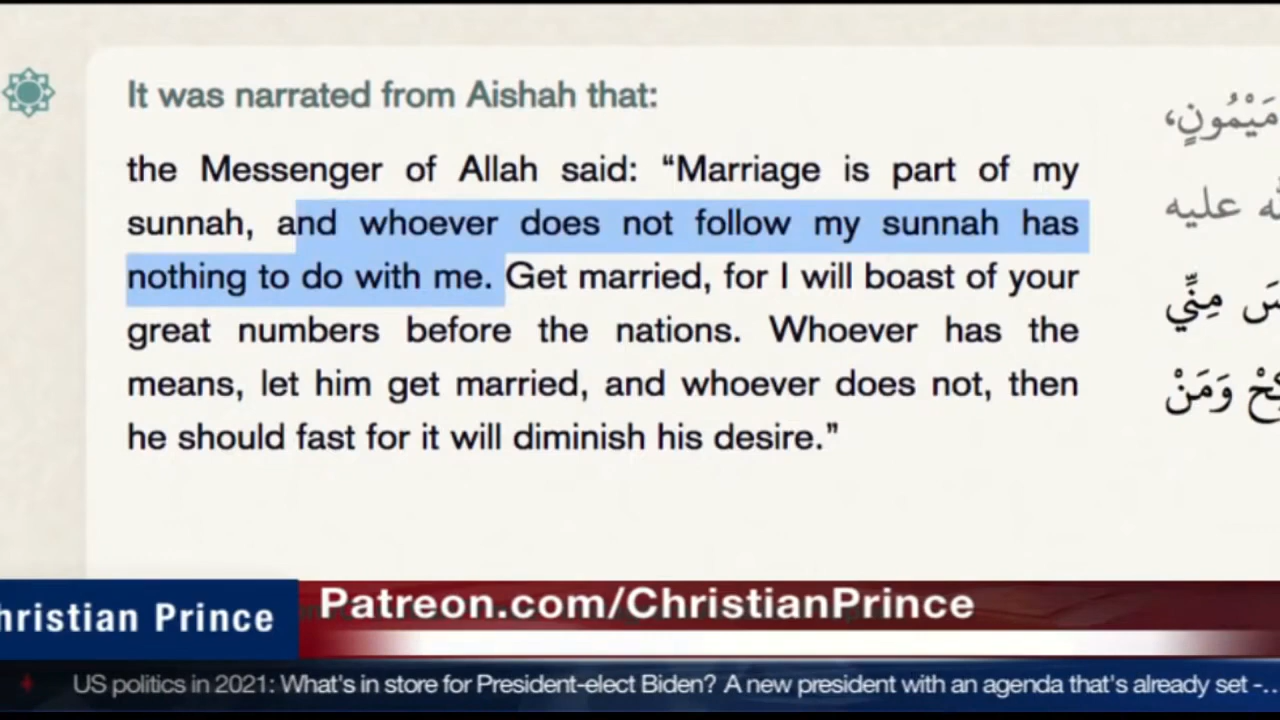 It was narrated from Aishah that:
the Messenger of Allah said: “Marriage is part of my
sunnah, and whoever does not follow my sunnah has
nothing to do with me. Get married, for I will boast of your
great numbers before the nations. Whoever has the
means, let him get married, and whoever does not, then
he should fast for it will diminish his desire.”
مَيْمُونٍ،
عليه
مِنِّي
وَمَنْ
hristian Prince
Patreon.com/ChristianPrince
US politics in 2021: What's in store for President-elect Biden? A new president with an agenda that's already set -..